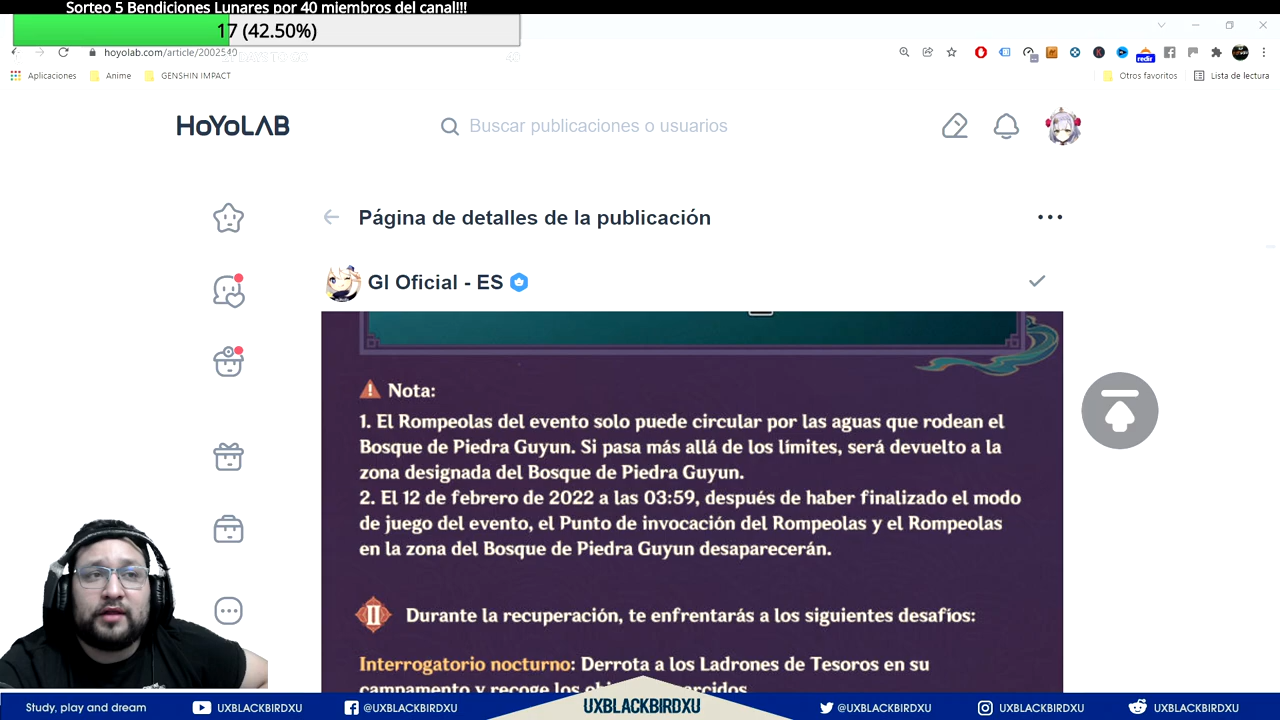 Sorteo 5 Bendiciones Lunares por 40 miembros del canal!!!
17 (42.50%)
hoyolab.com/article/2002549
40
redir
Aplicaciones
Anime
GENSHIN IMPACT
Otros favoritos
Lista de lectura
HoYoLAB
Buscar publicaciones o usuarios
Página de detalles de la publicación
GI Oficial - ES
Nota:
1. El Rompeolas del evento solo puede circular por las aguas que rodean el
Bosque de Piedra Guyun. Si pasa más allá de los límites, será devuelto a la
zona designada del Bosque de Piedra Guyun.
2. El 12 de febrero de 2022 a las 03:59, después de haber finalizado el modo
de juego del evento, el Punto de invocación del Rompeolas y el Rompeolas
en la zona del Bosque de Piedra Guyun desaparecerán.
II Durante la recuperación, te enfrentarás a los siguientes desafíos:
Interrogatorio nocturno: Derrota a los Ladrones de Tesoros en su
campamento y recoge los
Study, play and dream
UXBLACKBIRDXU
@UXBLACKBIRDXU
UXBLACKBIRDXU
@UXBLACKBIRDXU
UXBLACKBIRDXU
UXBLACKBIRDXU